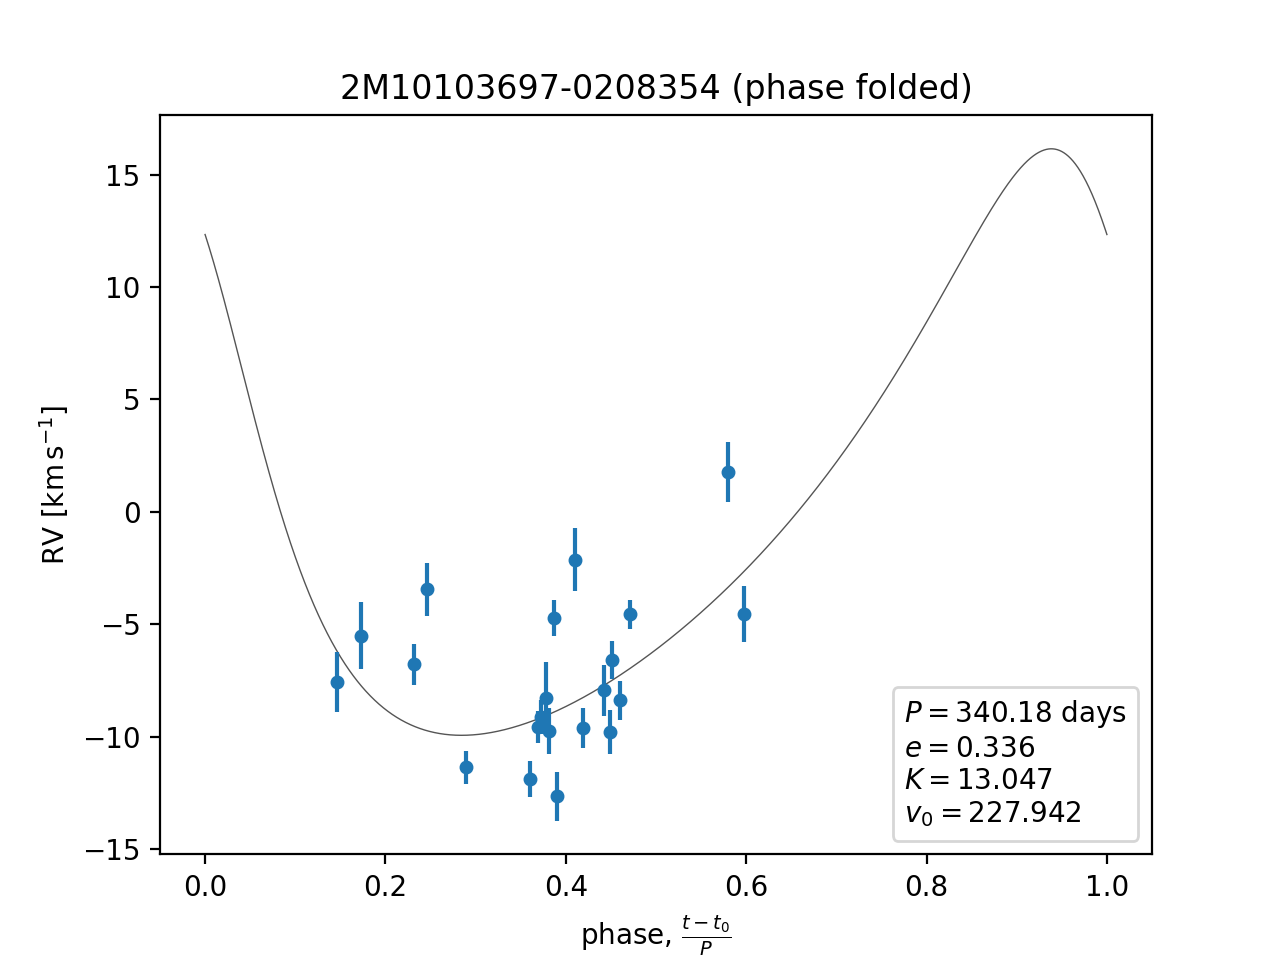 2M10103697-0208354 (phase folded)
15
10
5
0
−5
−10
−15
RV [km s⁻¹]
P = 340.18 days
e = 0.336
K = 13.047
v₀ = 227.942
0.0 0.2 0.4 0.6 0.8 1.0
phase, (t − t₀)/P